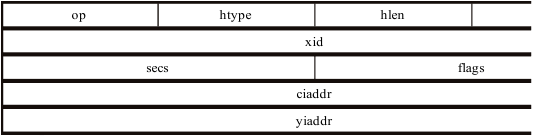 op htype hlen
xid
secs flags
ciaddr
yiaddr